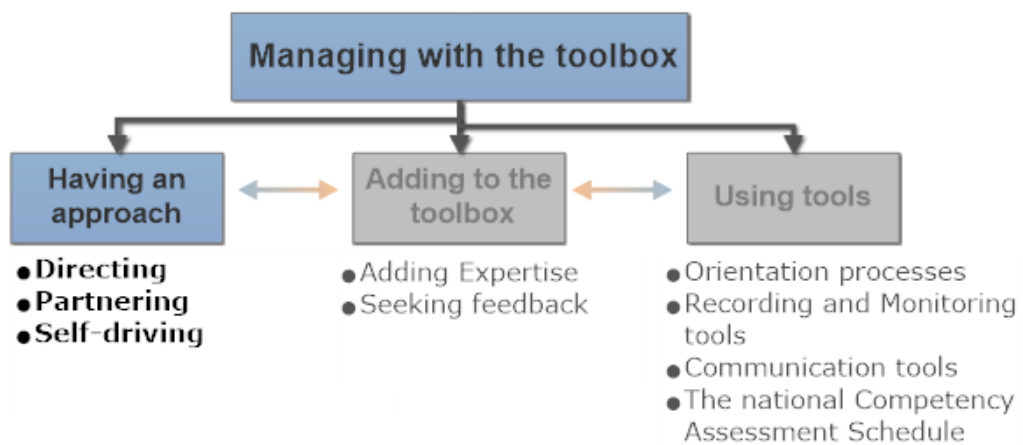 Managing with the toolbox
Having an
approach
Adding to the
toolbox
Using tools
●Directing
●Partnering
●Self-driving
●Adding Expertise
●Seeking feedback
●Orientation processes
●Recording and Monitoring
tools
●Communication tools
●The national Competency
Assessment Schedule